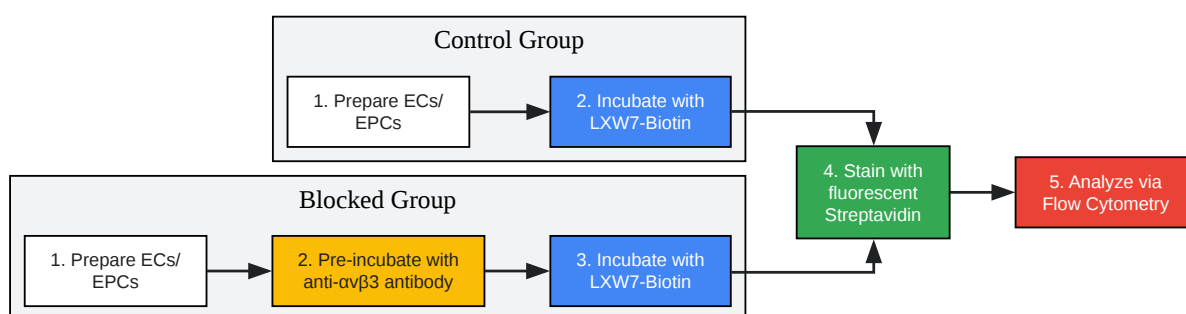 Control Group
1. Prepare ECs/
EPCs
2. Incubate with
LXW7-Biotin
Blocked Group
1. Prepare ECs/
EPCs
2. Pre-incubate with
anti-αvβ3 antibody
3. Incubate with
LXW7-Biotin
4. Stain with
fluorescent
Streptavidin
5. Analyze via
Flow Cytometry